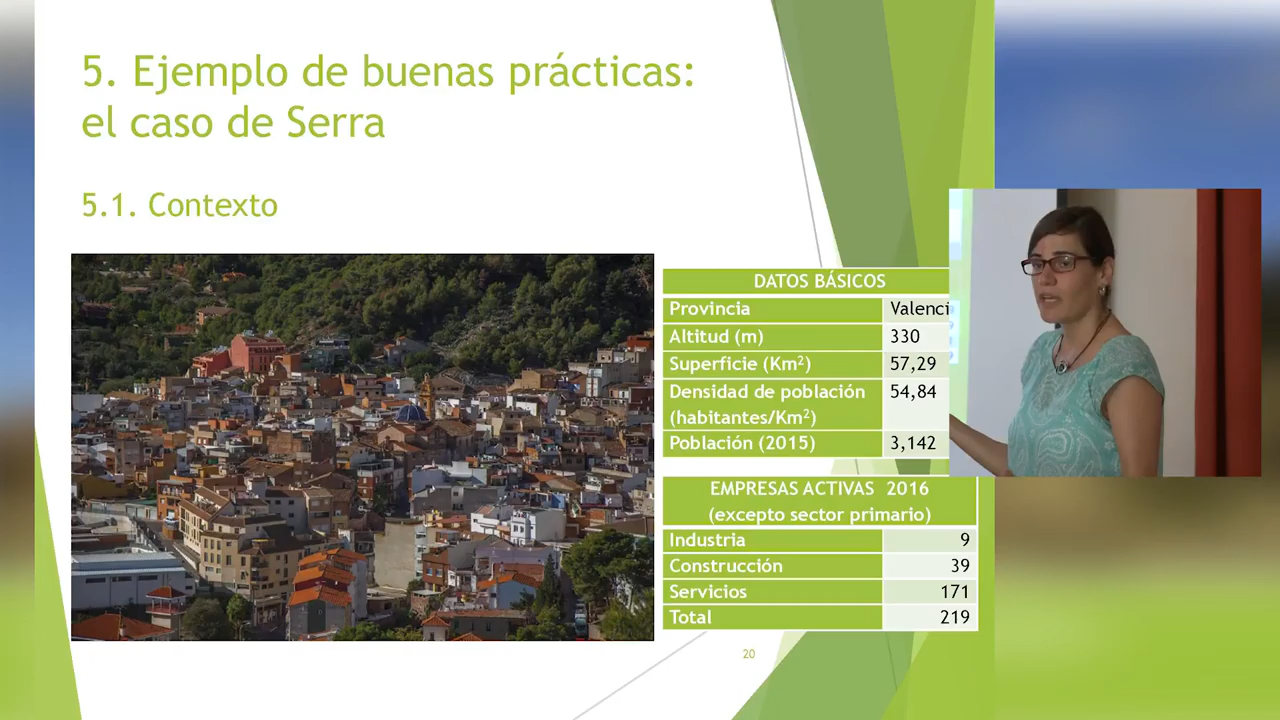 5. Ejemplo de buenas prácticas:
el caso de Serra
5.1. Contexto
DATOS BÁSICOS
Provincia Valenci
Altitud (m) 330
Superficie (Km²) 57,29
Densidad de población 54,84
(habitantes/Km²)
Población (2015) 3,142
EMPRESAS ACTIVAS 2016
(excepto sector primario)
Industria 9
Construcción 39
Servicios 171
Total 219
20